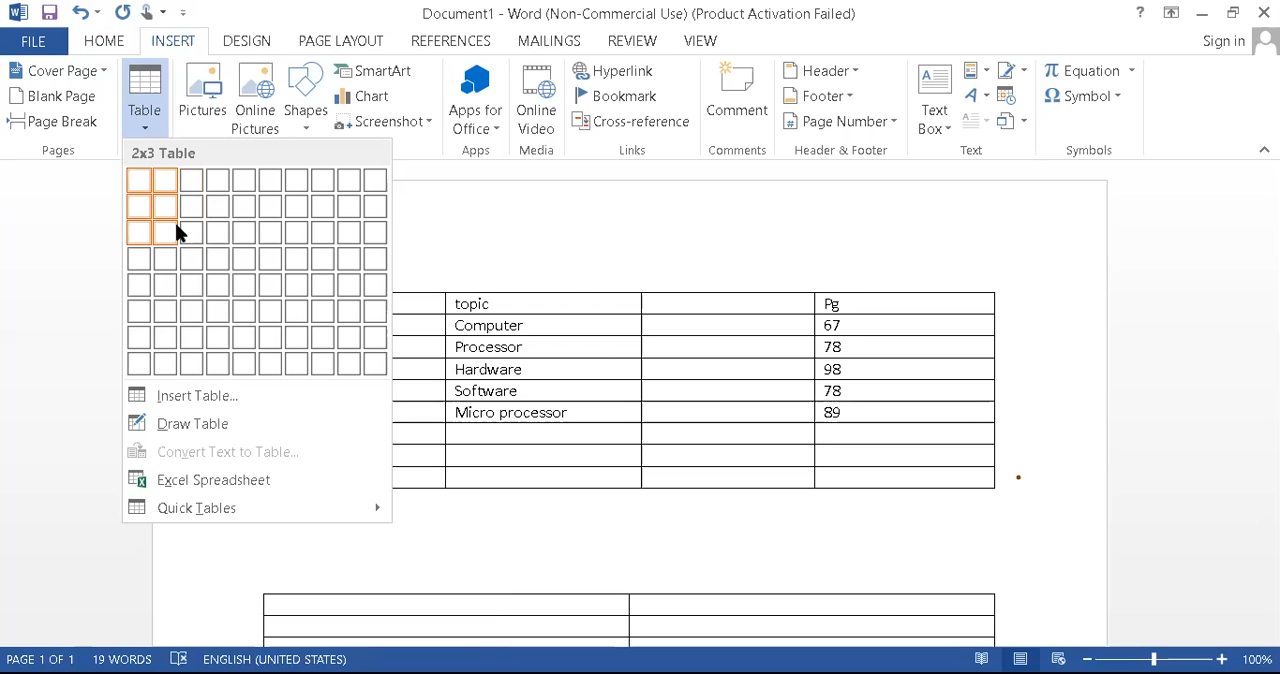 Document1 - Word (Non-Commercial Use) (Product Activation Failed)
FILE HOME INSERT DESIGN PAGE LAYOUT REFERENCES MAILINGS REVIEW VIEW Sign in
Cover Page
Blank Page
Page Break
Pages
Table
Pictures
Online
Pictures
Shapes
SmartArt
Chart
Screenshot
Apps for
Office
Apps
Online
Video
Media
Hyperlink
Bookmark
Cross-reference
Links
Comment
Comments
Header
Footer
Page Number
Header & Footer
Text
Box
Text
Equation
Symbol
Symbols
2x3 Table
Insert Table...
Draw Table
Convert Text to Table...
Excel Spreadsheet
Quick Tables
topic Pg
Computer 67
Processor 78
Hardware 98
Software 78
Micro processor 89
PAGE 1 OF 1 19 WORDS ENGLISH (UNITED STATES) 100%